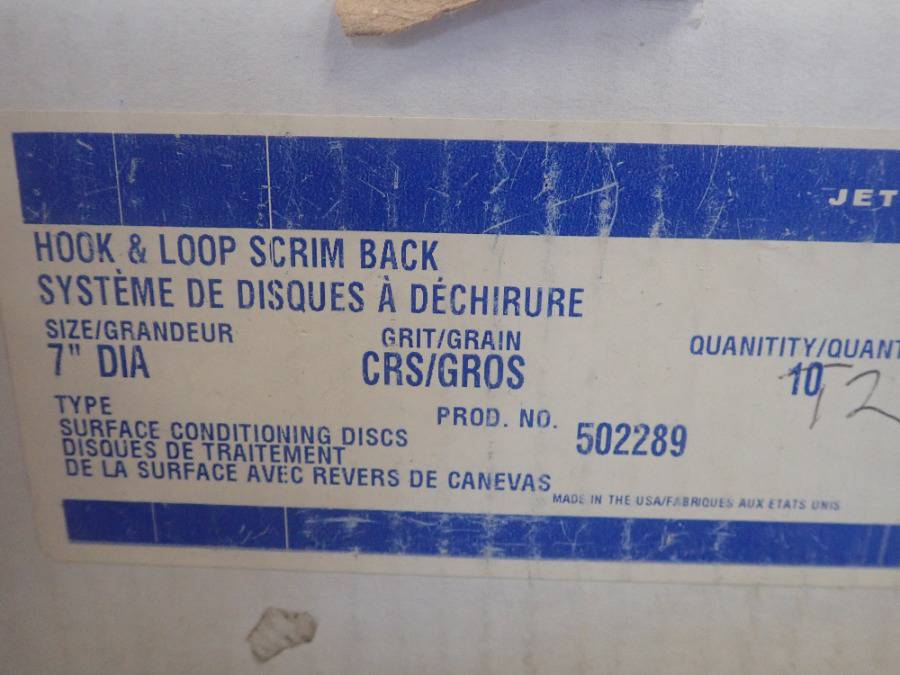 JET
HOOK & LOOP SCRIM BACK
SYSTÈME DE DISQUES À DÉCHIRURE
SIZE/GRANDEUR GRIT/GRAIN QUANITITY/QUANT
7" DIA CRS/GROS 10 T2
TYPE PROD. NO. 502289
SURFACE CONDITIONING DISCS
DISQUES DE TRAITEMENT
DE LA SURFACE AVEC REVERS DE CANEVAS
MADE IN THE USA/FABRIQUES AUX ETATS UNIS